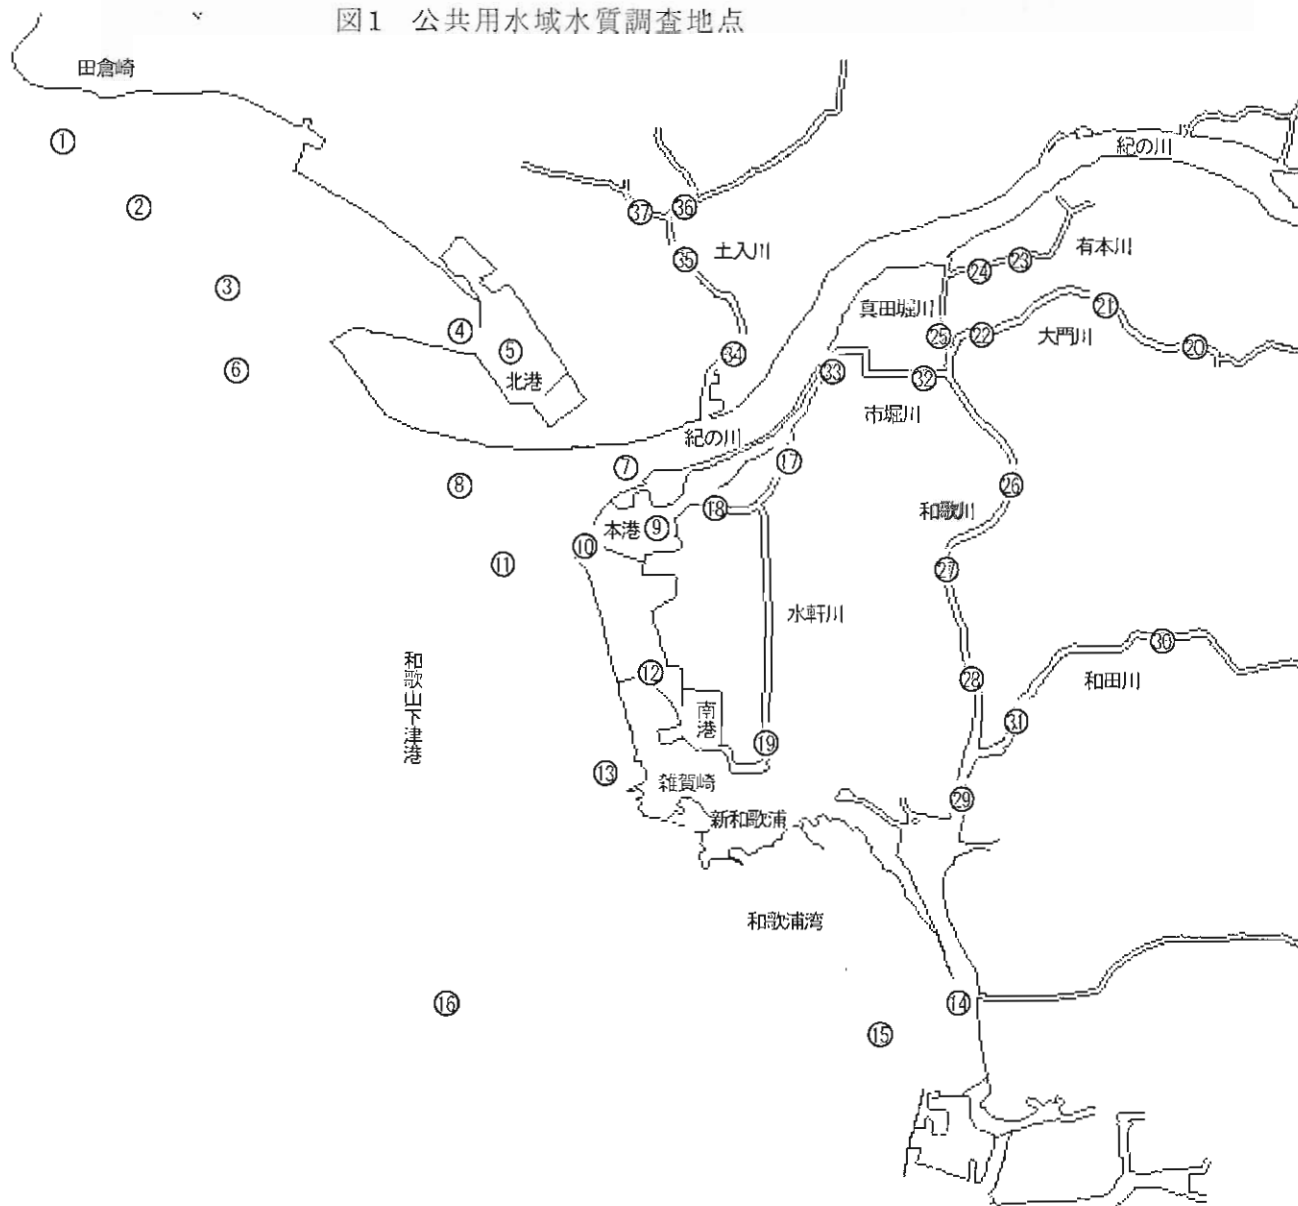 図1 公共用水域水質調査地点
田倉崎
①
紀の川
②
㊲
㊱
土入川
㉟
有本川
㉔
㉓
③
真田堀川
㉑
④
⑤
㉞
㉕
㉒
大門川
⑳
⑥
北港
㉝
㉜
市堀川
紀の川
⑦
⑰
⑧
㉖
本港
⑨
⑱
和歌川
⑩
⑪
㉗
水軒川
和歌山下津港
⑫
㉚
㉘
和田川
南港
㉛
⑲
⑬
雑賀崎
㉙
新和歌浦
和歌浦湾
⑯
⑭
⑮